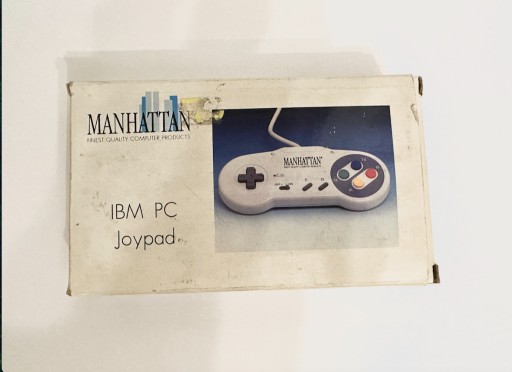 MANHATTAN
FINEST QUALITY COMPUTER PRODUCTS
IBM PC
Joypad
MANHATTAN